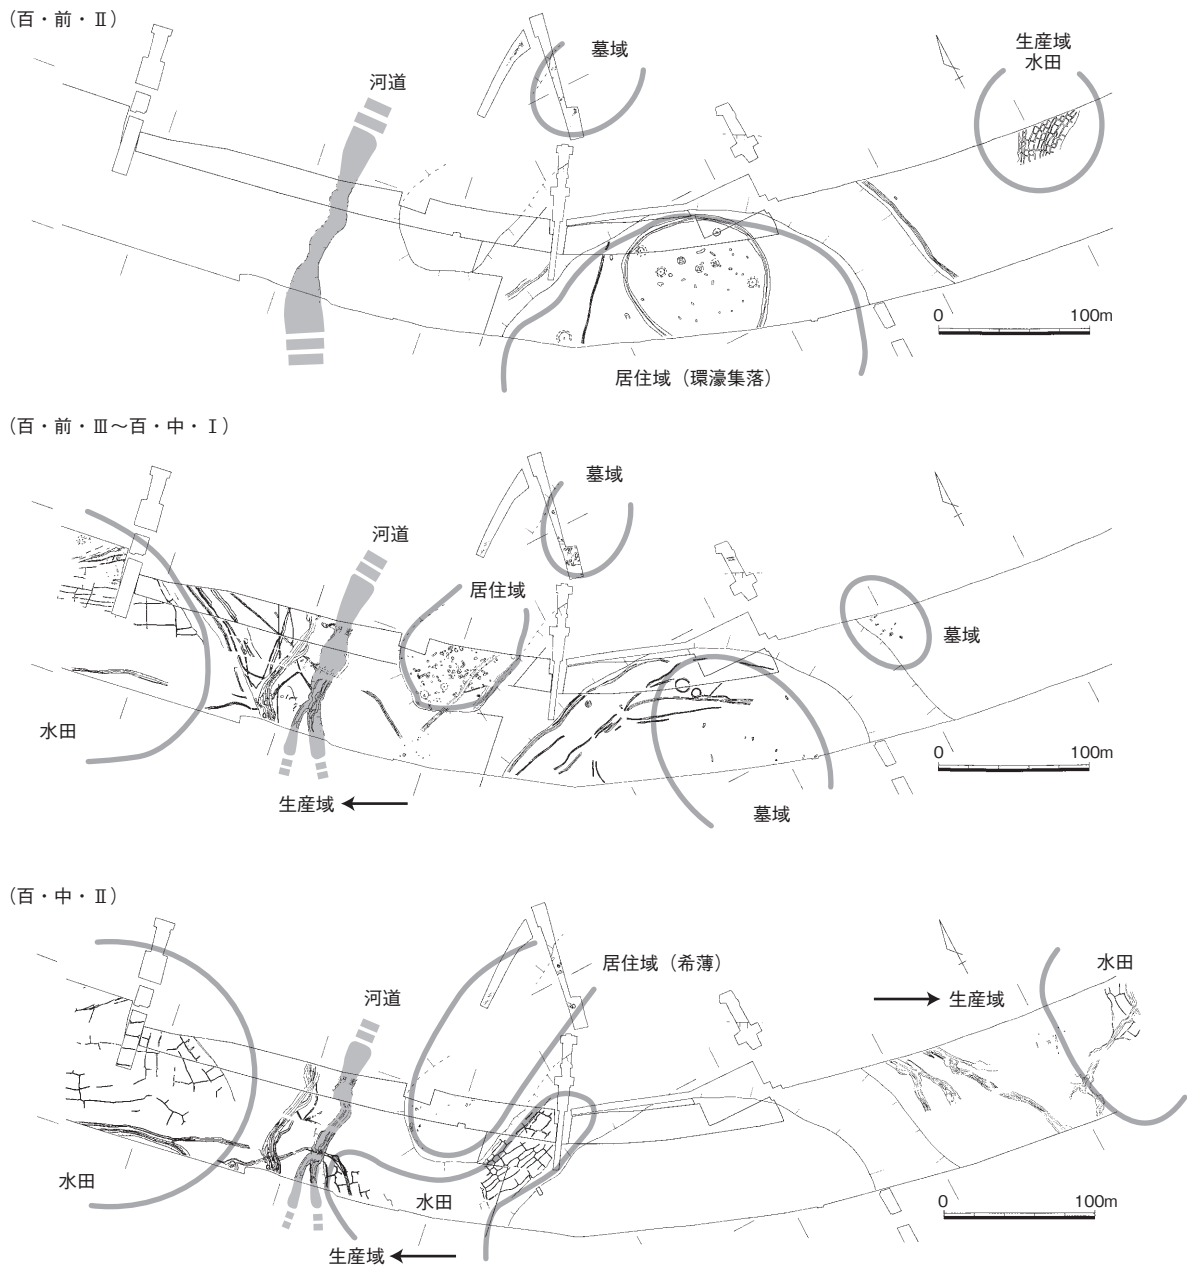 （百・前・Ⅱ）
墓域
生産域
水田
河道
0 100m
居住域（環濠集落）
（百・前・Ⅲ～百・中・Ⅰ）
墓域
河道
居住域
墓域
水田
0 100m
生産域
墓域
（百・中・Ⅱ）
居住域（希薄）
水田
河道
生産域
水田
水田
0 100m
生産域